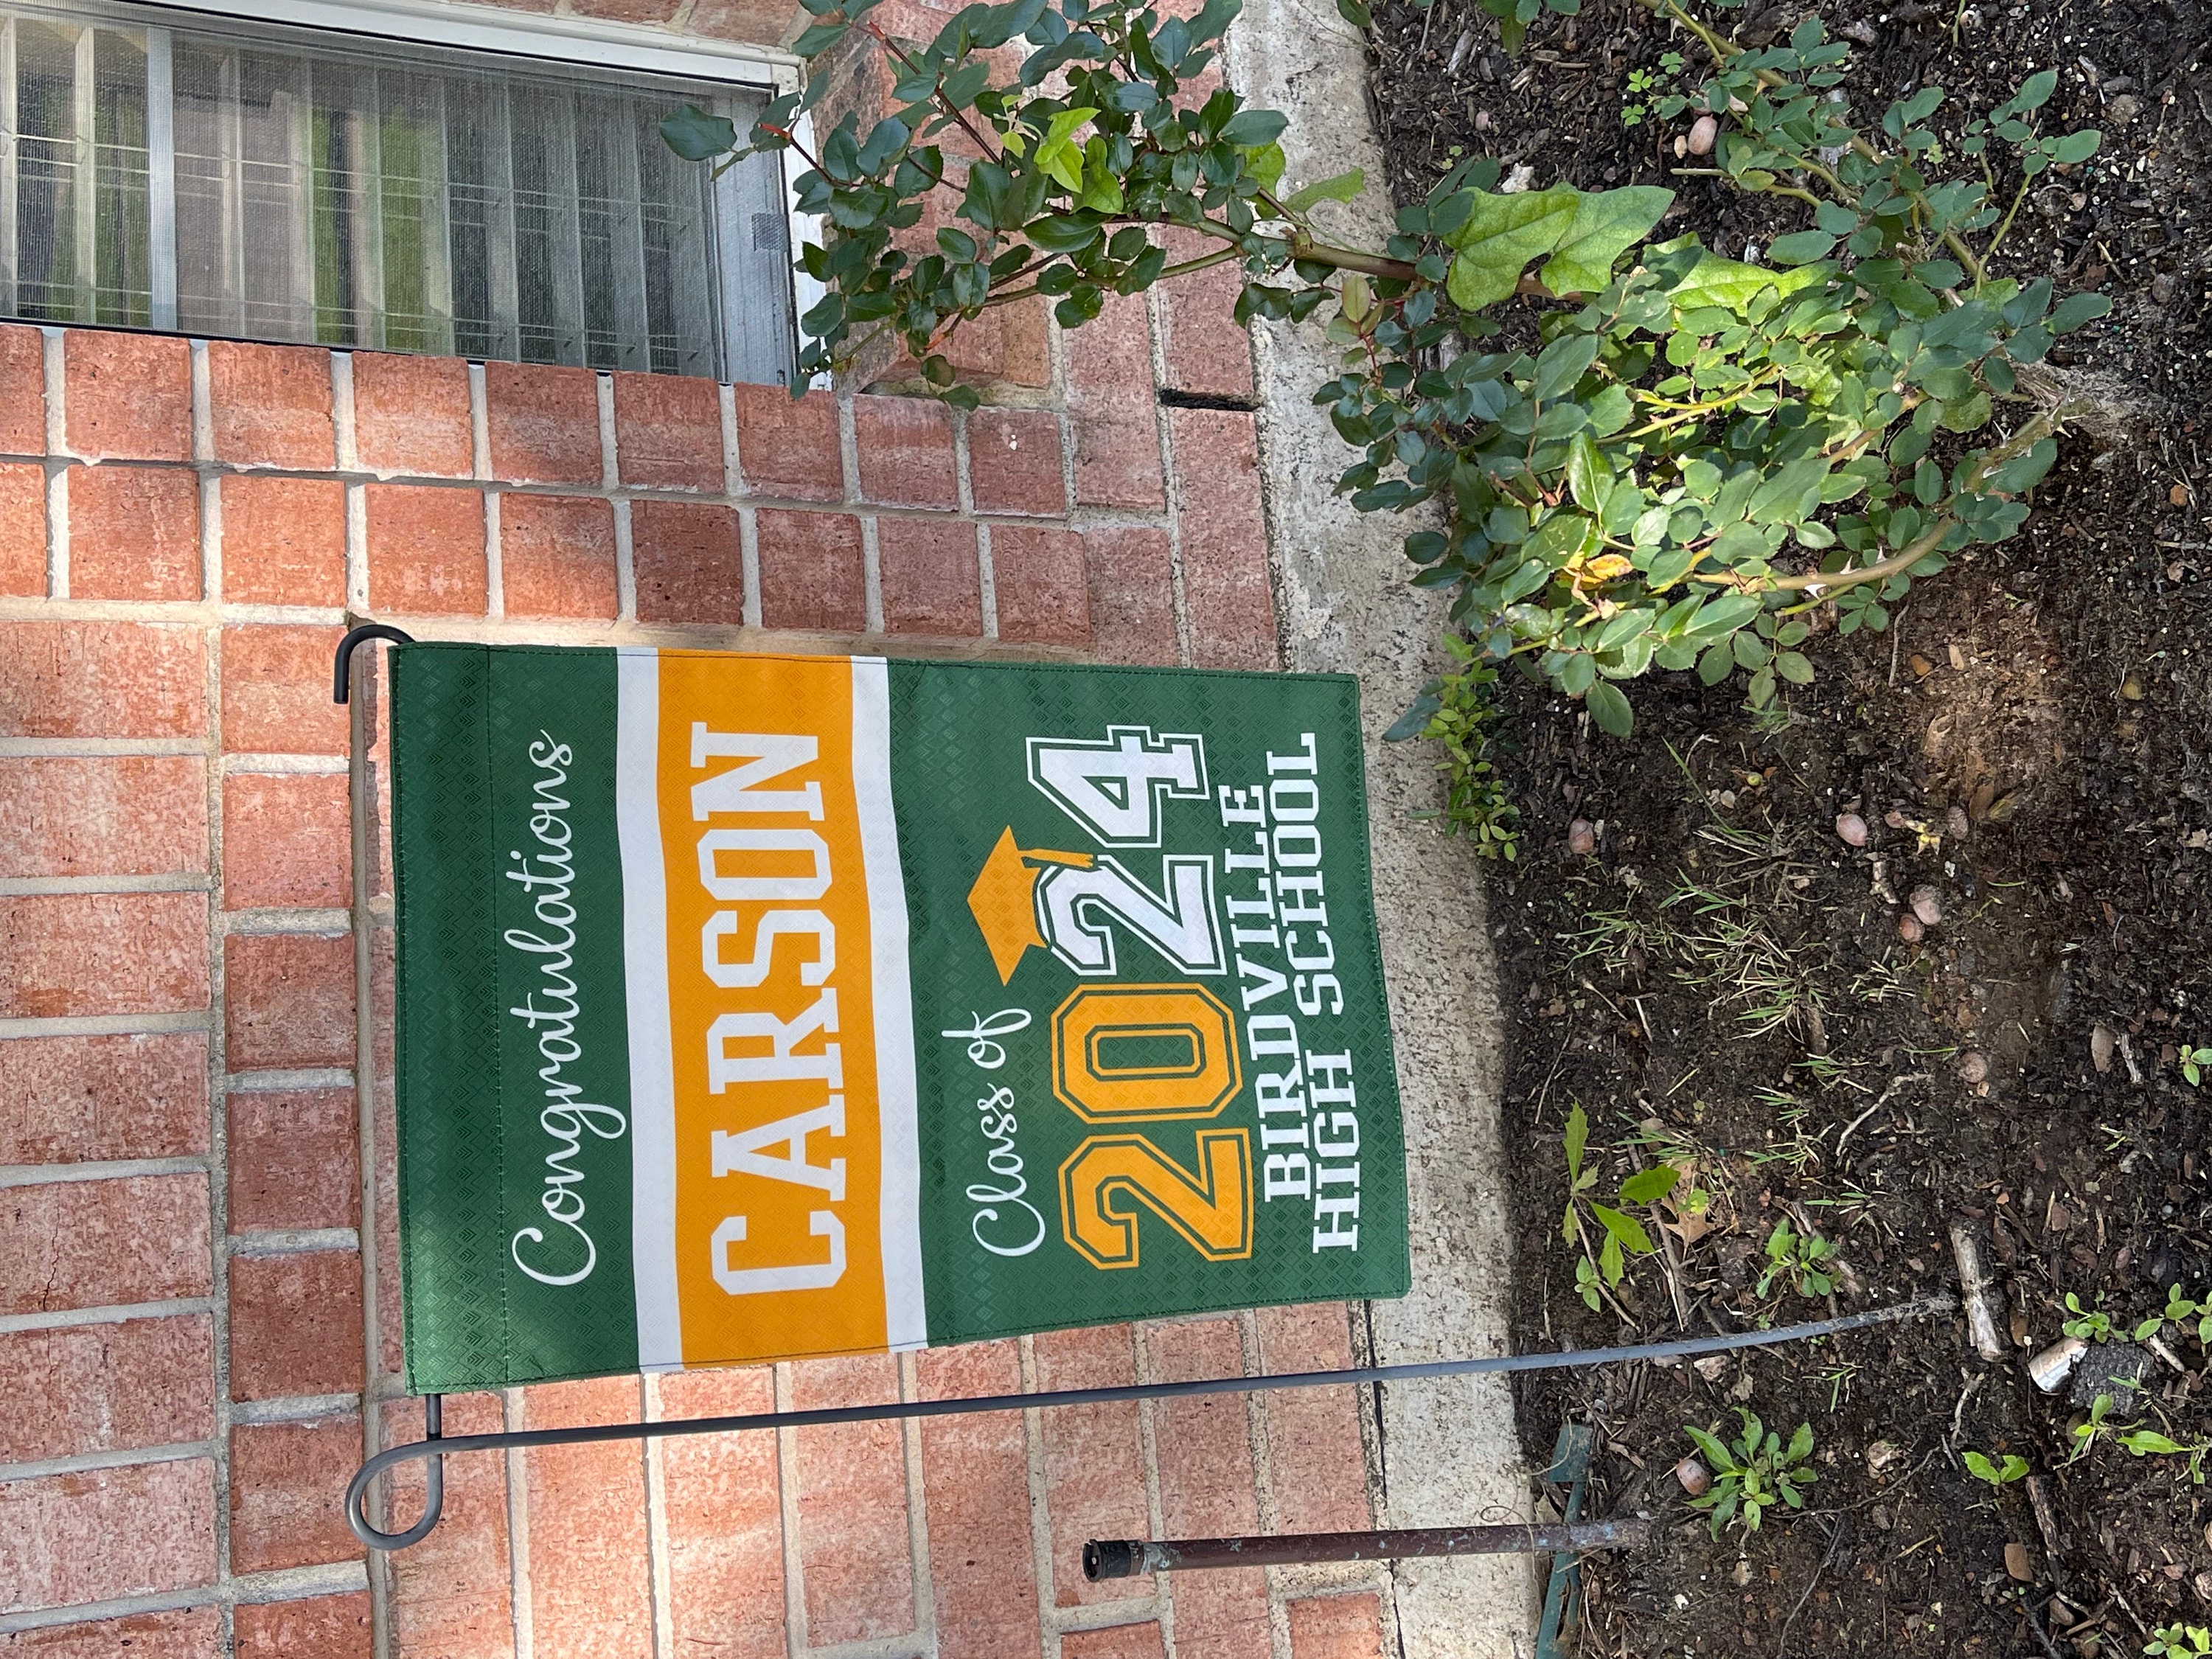 Congratulations
CARSON
Class of
2024
BIRDVILLE
HIGH SCHOOL